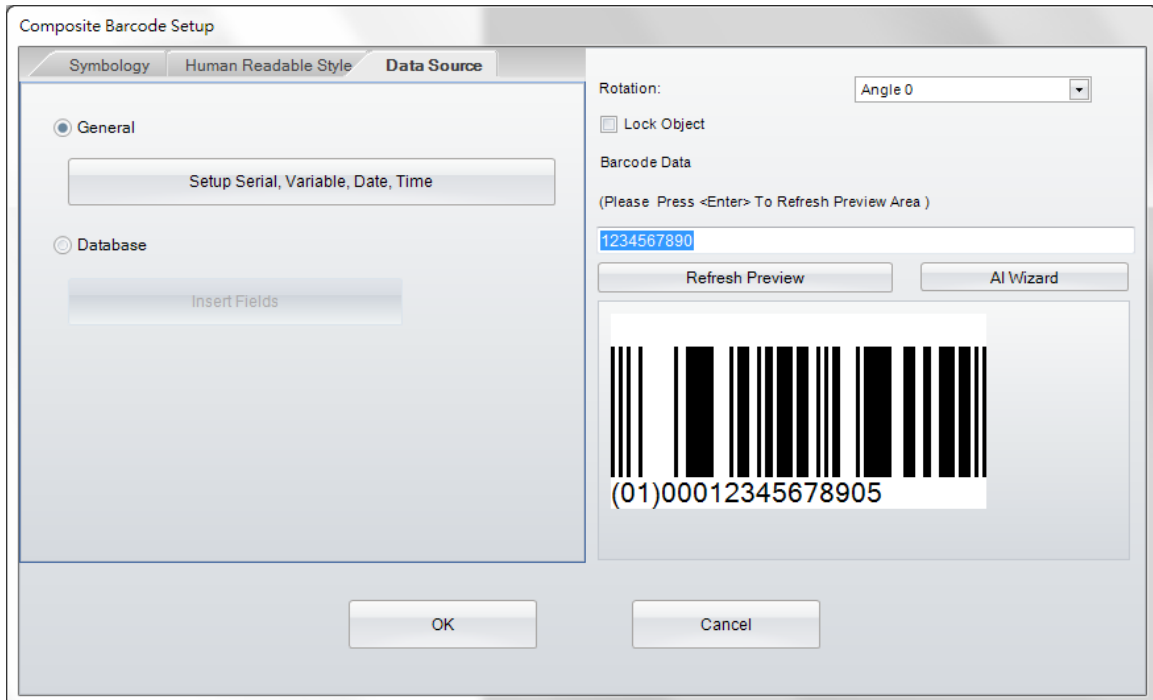 Composite Barcode Setup
Symbology Human Readable Style Data Source
General
Setup Serial, Variable, Date, Time
Database
Insert Fields
Rotation: Angle 0
Lock Object
Barcode Data
(Please Press <Enter> To Refresh Preview Area )
1234567890
Refresh Preview AI Wizard
(01)00012345678905
OK Cancel